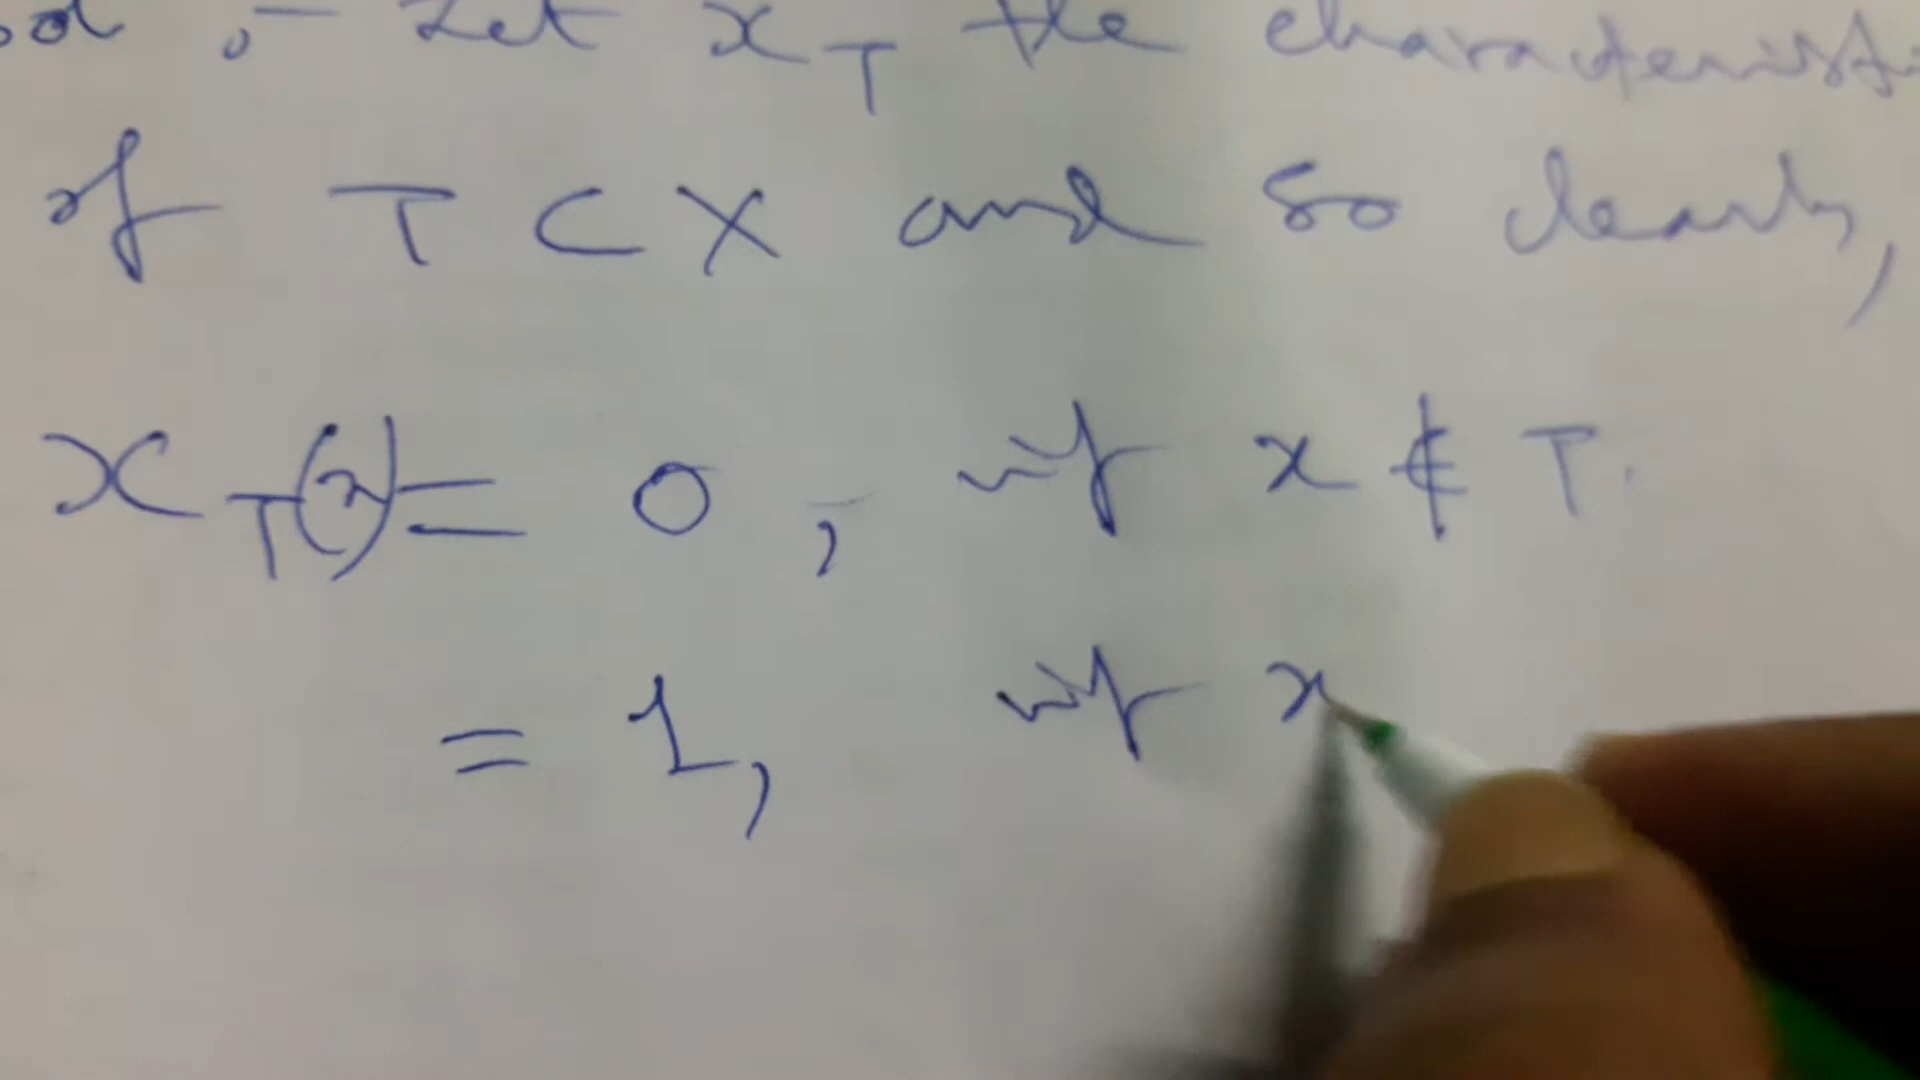 :- Let χ_T the
of T ⊂ X and so clearly,
χ_T(x) = 0, if x ∉ T.
= 1, if x